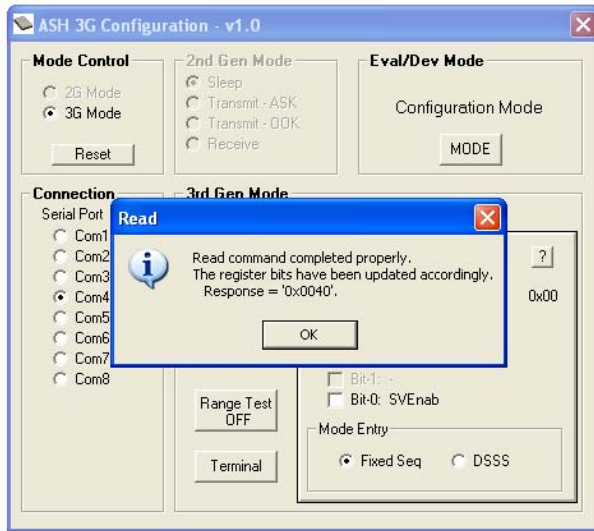 ASH 3G Configuration - v1.0
Mode Control
2G Mode
3G Mode
Reset
2nd Gen Mode
Sleep
Transmit - ASK
Transmit - OOK
Receive
Eval/Dev Mode
Configuration Mode
MODE
Connection
Serial Port
Com1
Com2
Com3
Com4
Com5
Com6
Com7
Com8
3rd Gen Mode
Read
Read command completely properly.
The register bits have been updated accordingly.
Response = '0x0040'.
OK
?
0x00
Bit-1: -
Bit-0: SVEnab
Range Test
OFF
Terminal
Mode Entry
Fixed Seq
DSSS